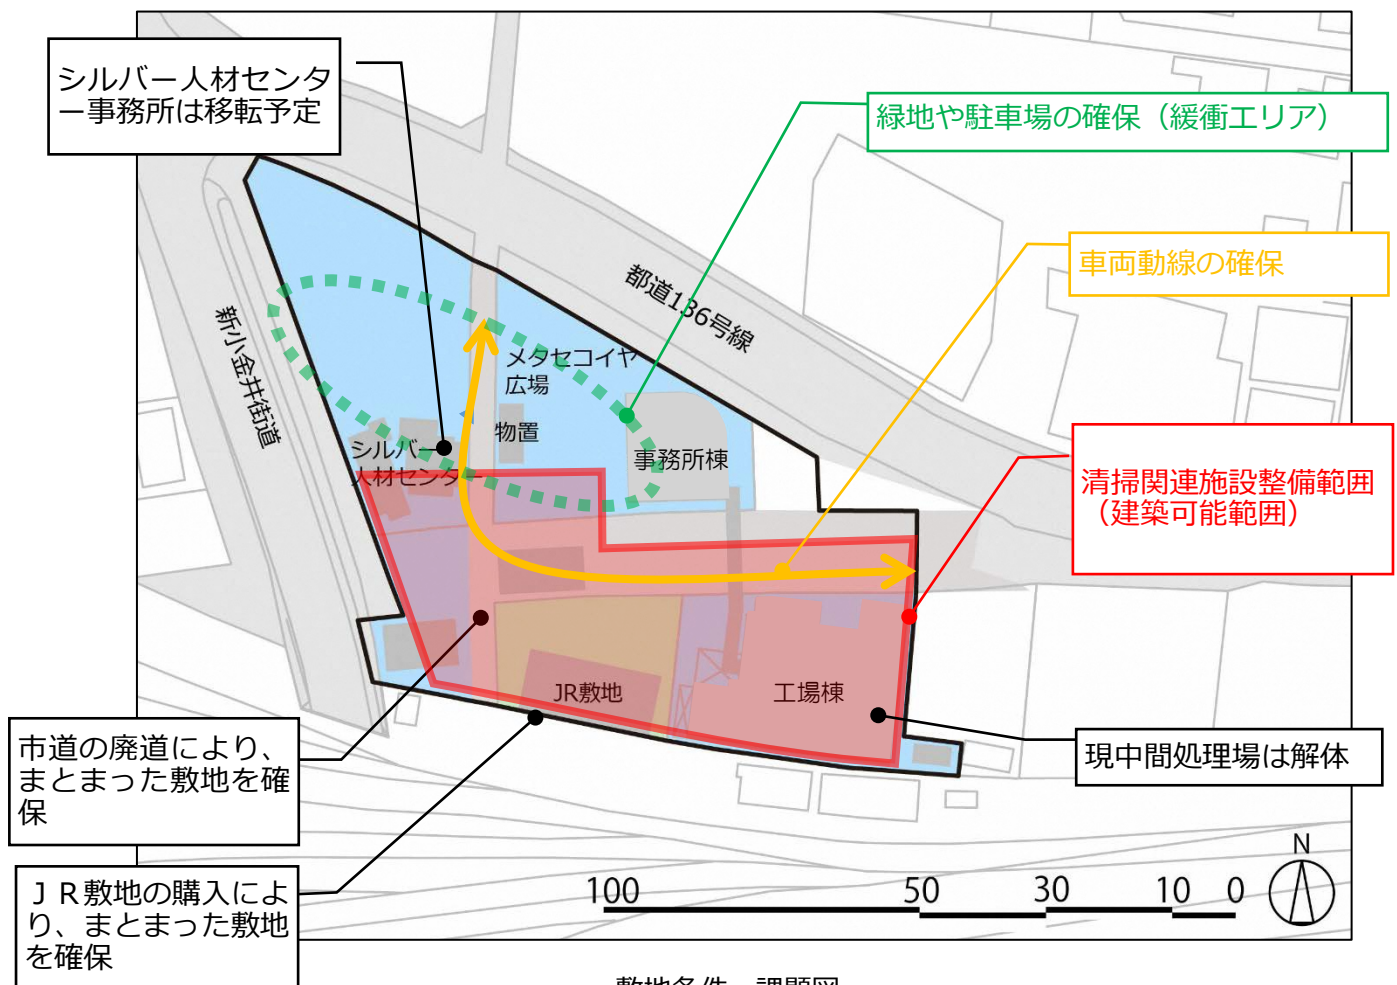 シルバー人材センタ
ー事務所は移転予定
緑地や駐車場の確保（緩衝エリア）
車両動線の確保
都道136号線
新小金井街道
メタセコイヤ
広場
物置
シルバー
人材センター
事務所棟
清掃関連施設整備範囲
（建築可能範囲）
JR敷地
工場棟
市道の廃道により、
まとまった敷地を確
保
現中間処理場は解体
ＪＲ敷地の購入によ
り、まとまった敷地
を確保
100 50 30 10 0
N